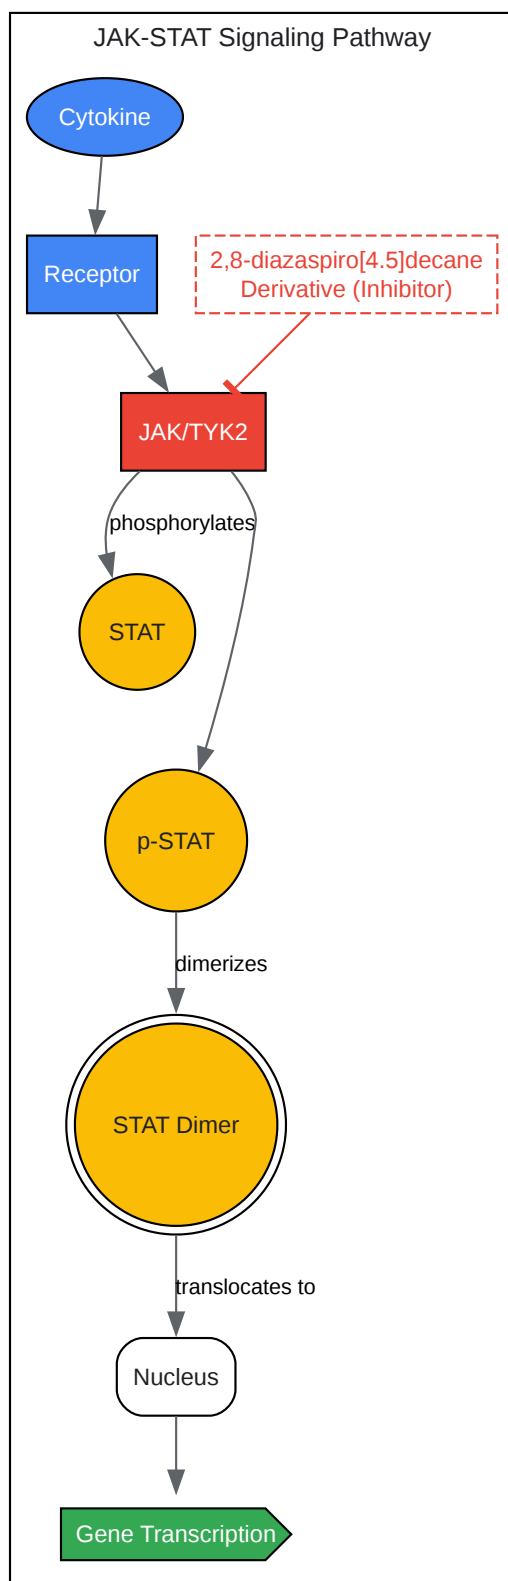 JAK-STAT Signaling Pathway
Cytokine
Receptor
2,8-diazaspiro[4.5]decane
Derivative (Inhibitor)
JAK/TYK2
phosphorylates
STAT
p-STAT
dimerizes
STAT Dimer
translocates to
Nucleus
Gene Transcription